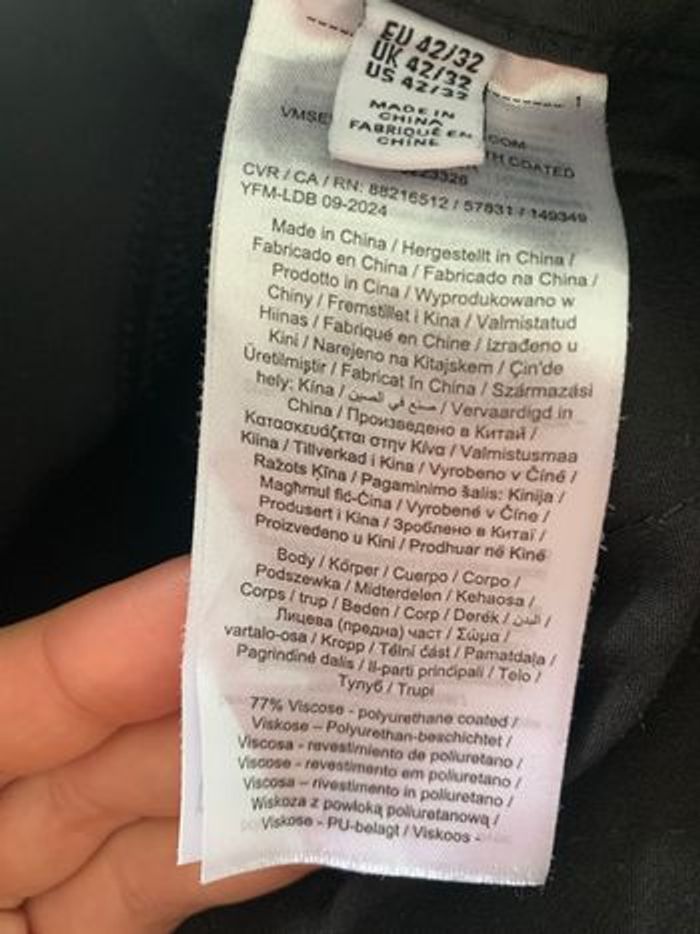 EU 42/32
UK 42/32
US 42/32
MADE IN
CHINA
FABRIQUÉ EN
CHINE
1
COATED
CVR / CA / RN: 88216512 / 57831 / 149349
YFM-LDB 09-2024
Made in China / Hergestellt in China /
Fabricado en China / Fabricado na China /
Prodotto in Cina / Wyprodukowano w
Chiny / Fremstillet i Kina / Valmistatud
Hiinas / Fabriqué en Chine / Izrađeno u
Kini / Narejeno na Kitajskem / Çin'de
Üretilmiştir / Fabricat în China / Származási
hely: Kína / صنع في الصين / Vervaardigd in
China / Произведено в Китай /
Κατασκευάζεται στην Κίνα / Valmistusmaa
Kiina / Tillverkad i Kina / Vyrobeno v Číně /
Ražots Ķīna / Pagaminimo šalis: Kinija /
Magħmul fiċ-Ċina / Vyrobené v Číne /
Produsert i Kina / Зроблено в Китаї /
Proizvedeno u Kini / Prodhuar në Kinë
Body / Körper / Cuerpo / Corpo /
Podszewka / Midterdelen / Kehaosa /
Corps / trup / Beden / Corp / Derék / البدن /
Лицева (предна) част / Σώμα /
vartalo-osa / Kropp / Tělní část / Pamatdaļa /
Pagrindinė dalis / Il-parti prinċipali / Telo /
Тулуб / Trupi
77% Viscose - polyurethane coated /
Viskose – Polyurethan-beschichtet /
Viscosa - revestimiento de poliuretano /
Viscose - revestimento em poliuretano /
Viscosa – rivestimento in poliuretano /
Wiskoza z powłoką poliuretanową /
Viskose - PU-belagt / Viskoos -